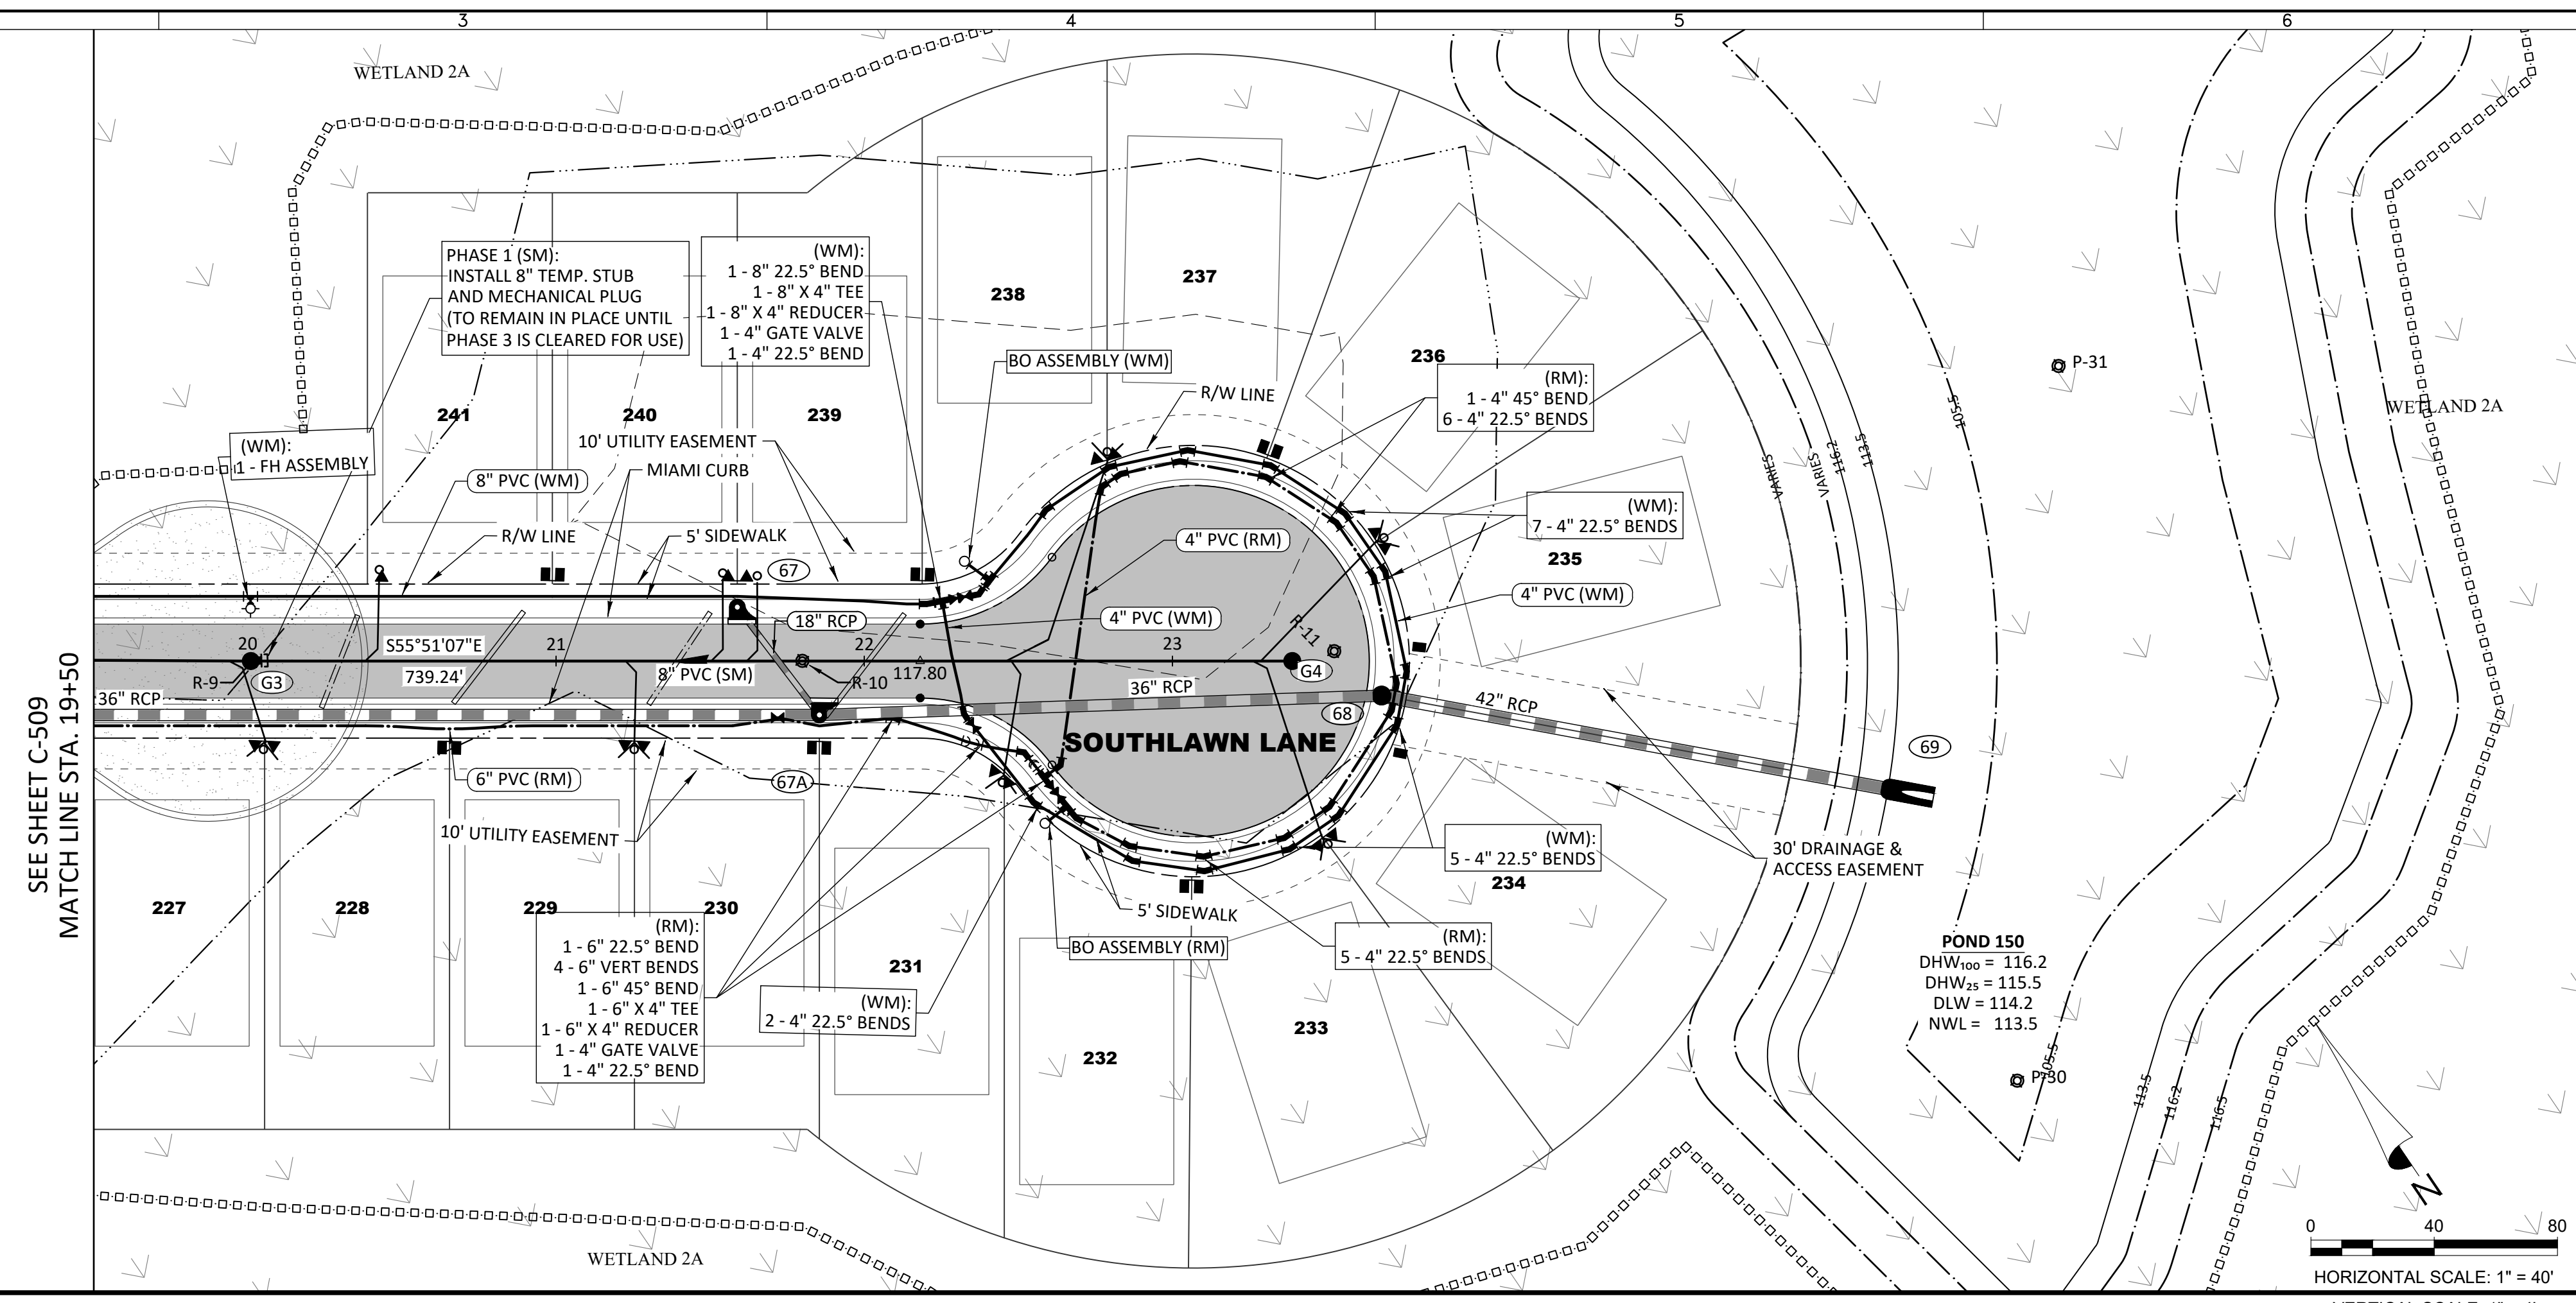 3
4
5
6
WETLAND 2A
PHASE 1 (SM):
INSTALL 8" TEMP. STUB
AND MECHANICAL PLUG
(TO REMAIN IN PLACE UNTIL
PHASE 3 IS CLEARED FOR USE)
(WM):
1 - 8" 22.5° BEND
1 - 8" X 4" TEE
1 - 8" X 4" REDUCER
1 - 4" GATE VALVE
1 - 4" 22.5° BEND
238
237
236
BO ASSEMBLY (WM)
R/W LINE
(RM):
1 - 4" 45° BEND
6 - 4" 22.5° BENDS
P-31
WETLAND 2A
105.5
241
240
239
(WM):
1 - FH ASSEMBLY
10' UTILITY EASEMENT
MIAMI CURB
8" PVC (WM)
R/W LINE
5' SIDEWALK
VARIES
VARIES
116.2
113.5
(WM):
7 - 4" 22.5° BENDS
235
4" PVC (RM)
67
4" PVC (WM)
18" RCP
4" PVC (WM)
20
S55°51'07"E
21
22
23
R-11
R-9
G3
739.24'
8" PVC (SM)
R-10
117.80
G4
36" RCP
36" RCP
42" RCP
68
69
SOUTHLAWN LANE
SEE SHEET C-509
MATCH LINE STA. 19+50
6" PVC (RM)
67A
10' UTILITY EASEMENT
(WM):
5 - 4" 22.5° BENDS
234
30' DRAINAGE &
ACCESS EASEMENT
227
228
229
230
5' SIDEWALK
BO ASSEMBLY (RM)
(RM):
5 - 4" 22.5° BENDS
(RM):
1 - 6" 22.5° BEND
4 - 6" VERT BENDS
1 - 6" 45° BEND
1 - 6" X 4" TEE
1 - 6" X 4" REDUCER
1 - 4" GATE VALVE
1 - 4" 22.5° BEND
231
(WM):
2 - 4" 22.5° BENDS
232
233
POND 150
DHW₁₀₀ = 116.2
DHW₂₅ = 115.5
DLW = 114.2
NWL = 113.5
105.5
P-30
113.5
116.2
116.5
WETLAND 2A
N
0 40 80
HORIZONTAL SCALE: 1" = 40'